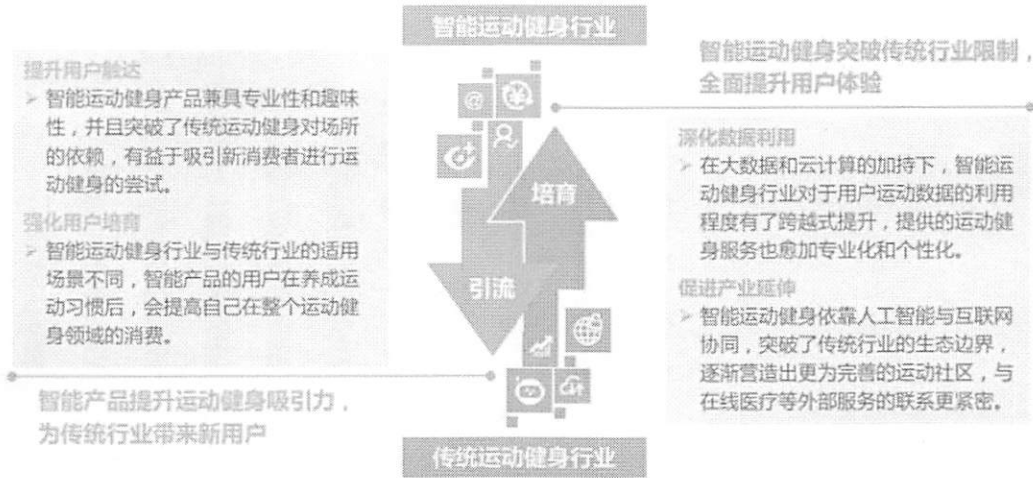 智能运动健身行业
提升用户触达
➢ 智能运动健身产品兼具专业性和趣味
性，并且突破了传统运动健身对场所
的依赖，有益于吸引新消费者进行运
动健身的尝试。
强化用户培育
➢ 智能运动健身行业与传统行业的适用
场景不同，智能产品的用户在养成运
动习惯后，会提高自己在整个运动健
身领域的消费。
智能产品提升运动健身吸引力，
为传统行业带来新用户
@
培育
引流
智能运动健身突破传统行业限制，
全面提升用户体验
深化数据利用
➢ 在大数据和云计算的加持下，智能运
动健身行业对于用户运动数据的利用
程度有了跨越式提升，提供的运动健
身服务也愈加专业化和个性化。
促进产业延伸
➢ 智能运动健身依靠人工智能与互联网
协同，突破了传统行业的生态边界，
逐渐营造出更为完善的运动社区，与
在线医疗等外部服务的联系更紧密。
传统运动健身行业